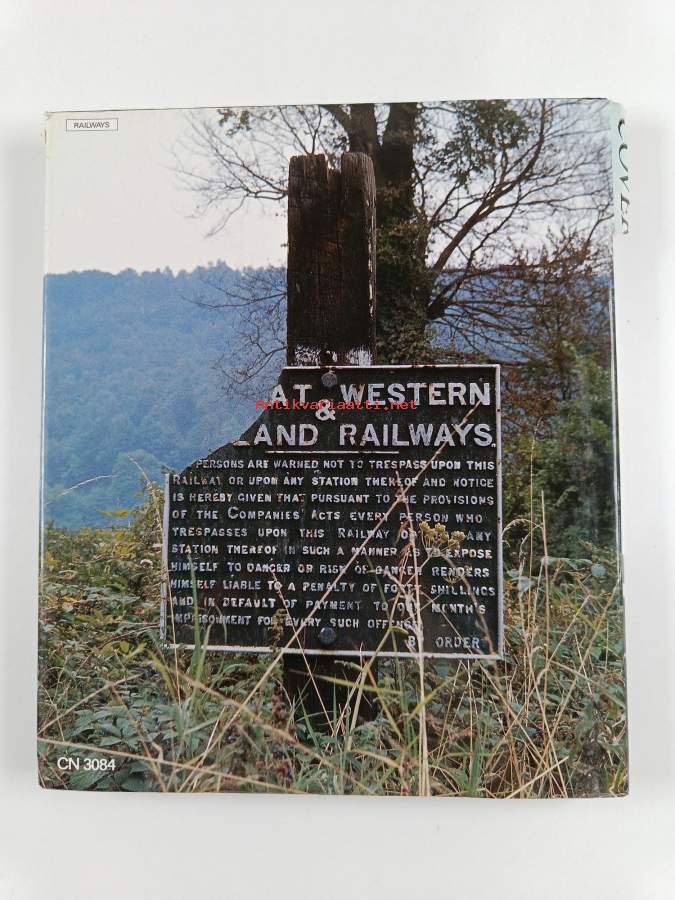 RAILWAYS
COVES
AT WESTERN
Antikvariaatti.net
&
LAND RAILWAYS.
PERSONS ARE WARNED NOT TO TRESPASS UPON THIS
RAILWAY OR UPON ANY STATION THEREOF AND NOTICE
IS HEREBY GIVEN THAT PURSUANT TO THE PROVISIONS
OF THE COMPANIES' ACTS EVERY PERSON WHO
TRESPASSES UPON THIS RAILWAY OR ANY
STATION THEREOF IN SUCH A MANNER AS TO EXPOSE
HIMSELF TO DANGER OR RISK OF DANGER RENDERS
HIMSELF LIABLE TO A PENALTY OF FORTY SHILLINGS
AND IN DEFAULT OF PAYMENT TO ONE MONTH'S
IMPRISONMENT FOR EVERY SUCH OFFENCE
BY ORDER
CN 3084